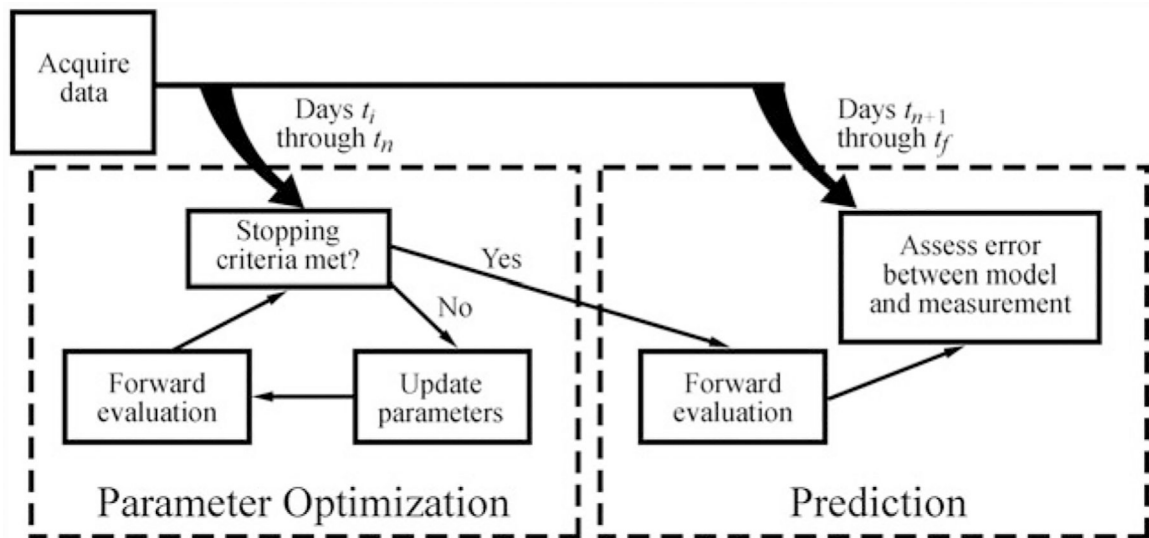 Acquire
data
Days t_i
through t_n
Days t_{n+1}
through t_f
Stopping
criteria met?
Yes
No
Forward
evaluation
Update
parameters
Parameter Optimization
Assess error
between model
and measurement
Forward
evaluation
Prediction